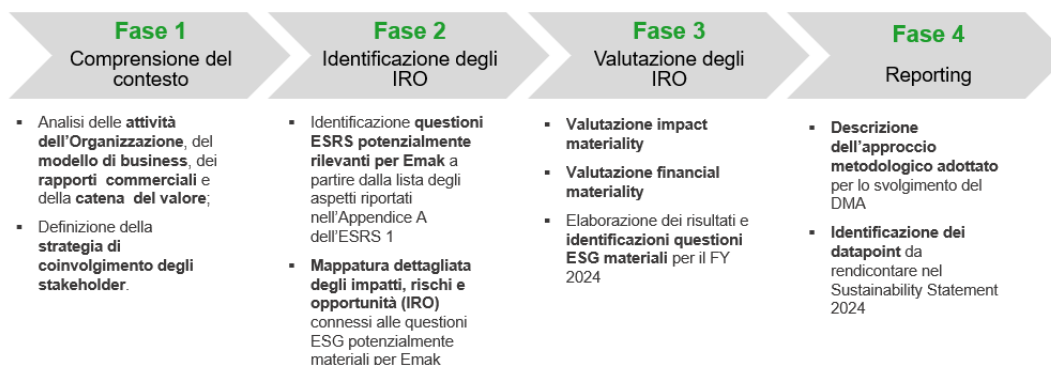 Fase 1
Comprensione del
contesto
▪ Analisi delle attività
dell'Organizzazione, del
modello di business, dei
rapporti commerciali e
della catena del valore;
▪ Definizione della
strategia di
coinvolgimento degli
stakeholder.
Fase 2
Identificazione degli
IRO
▪ Identificazione questioni
ESRS potenzialmente
rilevanti per Emak a
partire dalla lista degli
aspetti riportati
nell'Appendice A
dell'ESRS 1
▪ Mappatura dettagliata
degli impatti, rischi e
opportunità (IRO)
connessi alle questioni
ESG potenzialmente
materiali per Emak
Fase 3
Valutazione degli
IRO
▪ Valutazione impact
materiality
▪ Valutazione financial
materiality
▪ Elaborazione dei risultati e
identificazioni questioni
ESG materiali per il FY
2024
Fase 4
Reporting
▪ Descrizione
dell'approccio
metodologico adottato
per lo svolgimento del
DMA
▪ Identificazione dei
datapoint da
rendicontare nel
Sustainability Statement
2024